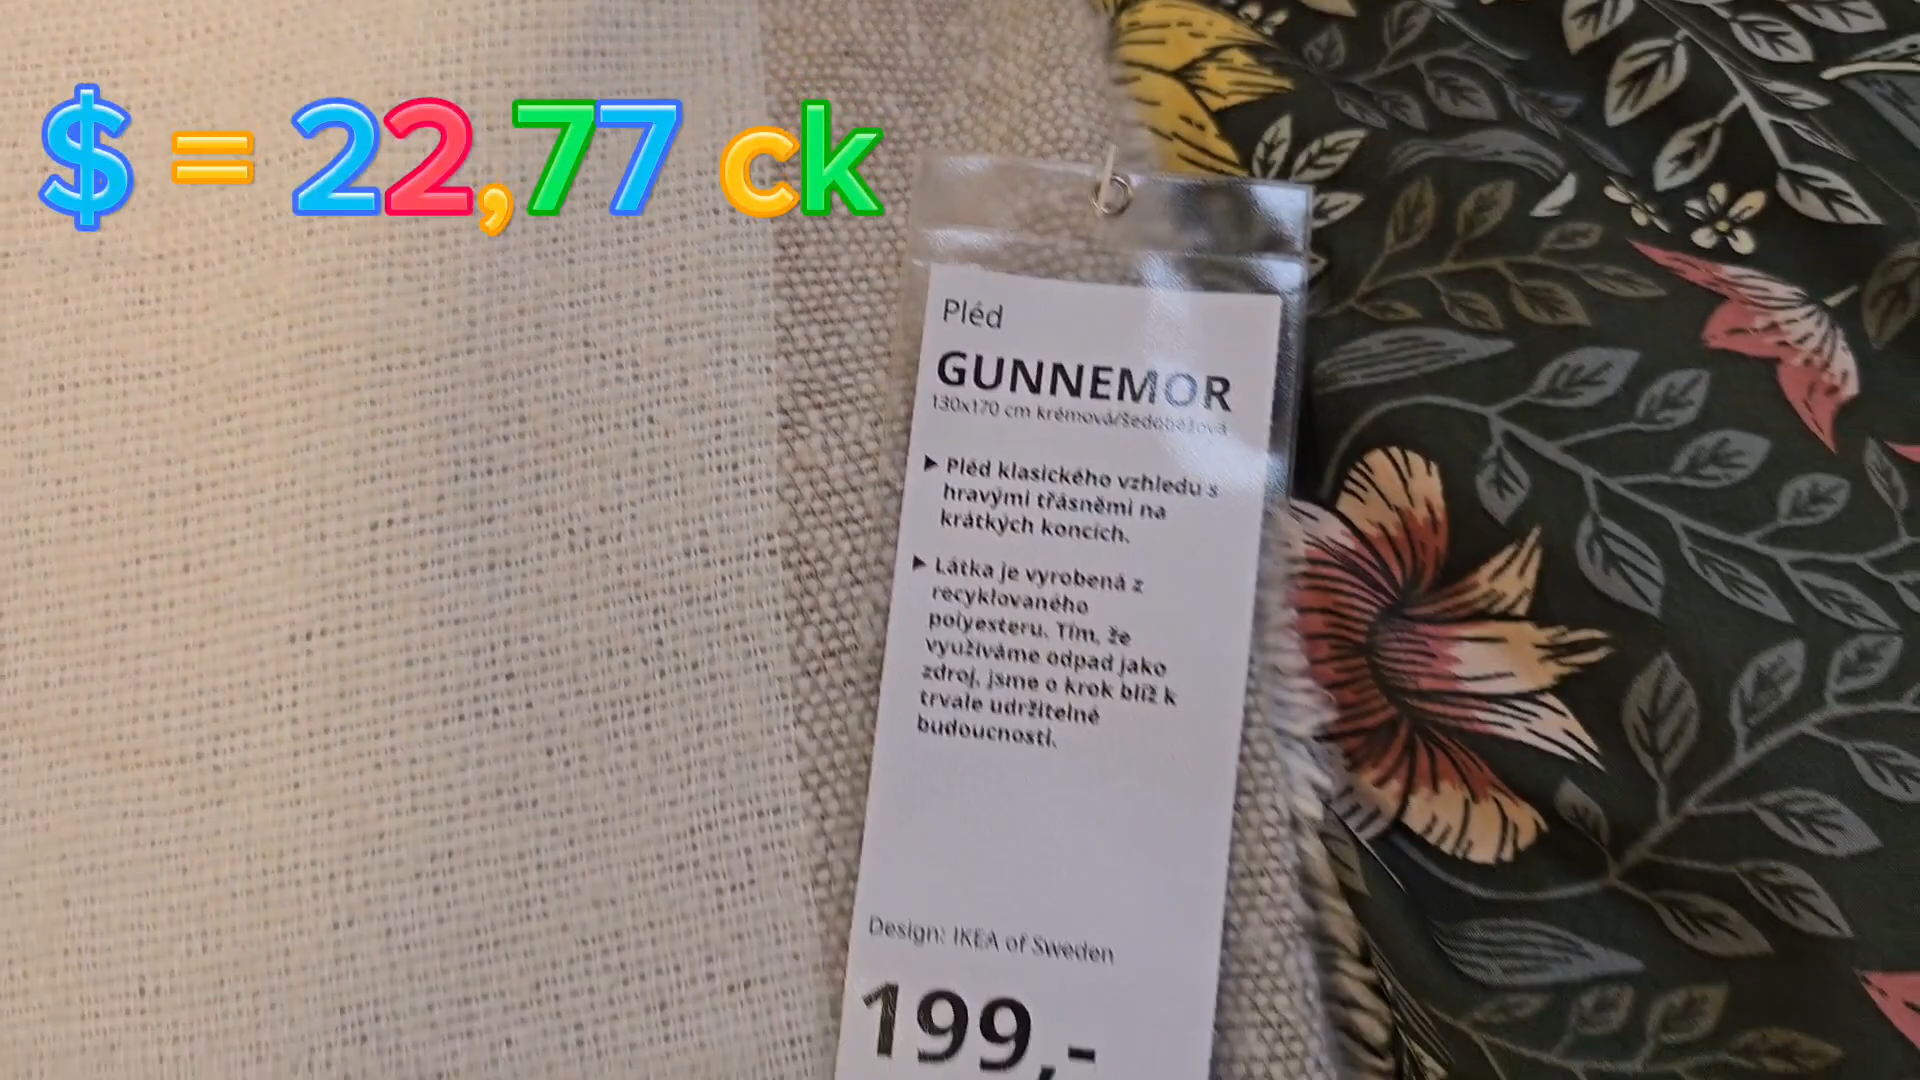 $ = 22,77 ck
Pléd
GUNNEMOR
130x170 cm krémová/šedobéžová
► Pléd klasického vzhledu s
hravými třásněmi na
krátkých koncích.
► Látka je vyrobená z
recyklovaného
polyesteru. Tím, že
využíváme odpad jako
zdroj, jsme o krok blíž k
trvale udržitelné
budoucnosti.
Design: IKEA of Sweden
199,-